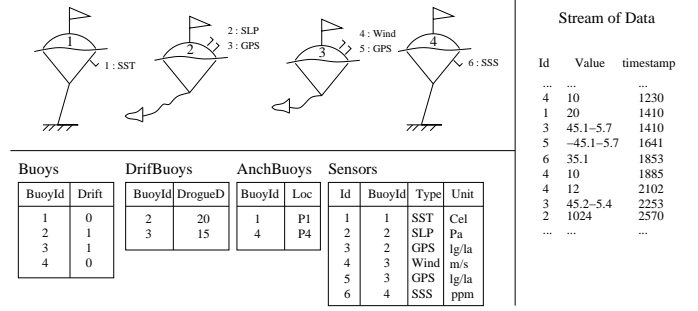 1
1 : SST
2
2 : SLP
3 : GPS
3
4 : Wind
5 : GPS
4
6 : SSS
Buoys
BuoyId Drift
1 0
2 1
3 1
4 0
DrifBuoys
BuoyId DrogueD
2 20
3 15
AnchBuoys
BuoyId Loc
1 P1
4 P4
Sensors
Id BuoyId Type Unit
1 1 SST Cel
2 2 SLP Pa
3 2 GPS lg/la
4 3 Wind m/s
5 3 GPS lg/la
6 4 SSS ppm
Stream of Data
Id Value timestamp
... ... ...
4 10 1230
1 20 1410
3 45.1–5.7 1410
5 −45.1–5.7 1641
6 35.1 1853
4 10 1885
4 12 2102
3 45.2–5.4 2253
2 1024 2570
... ... ...